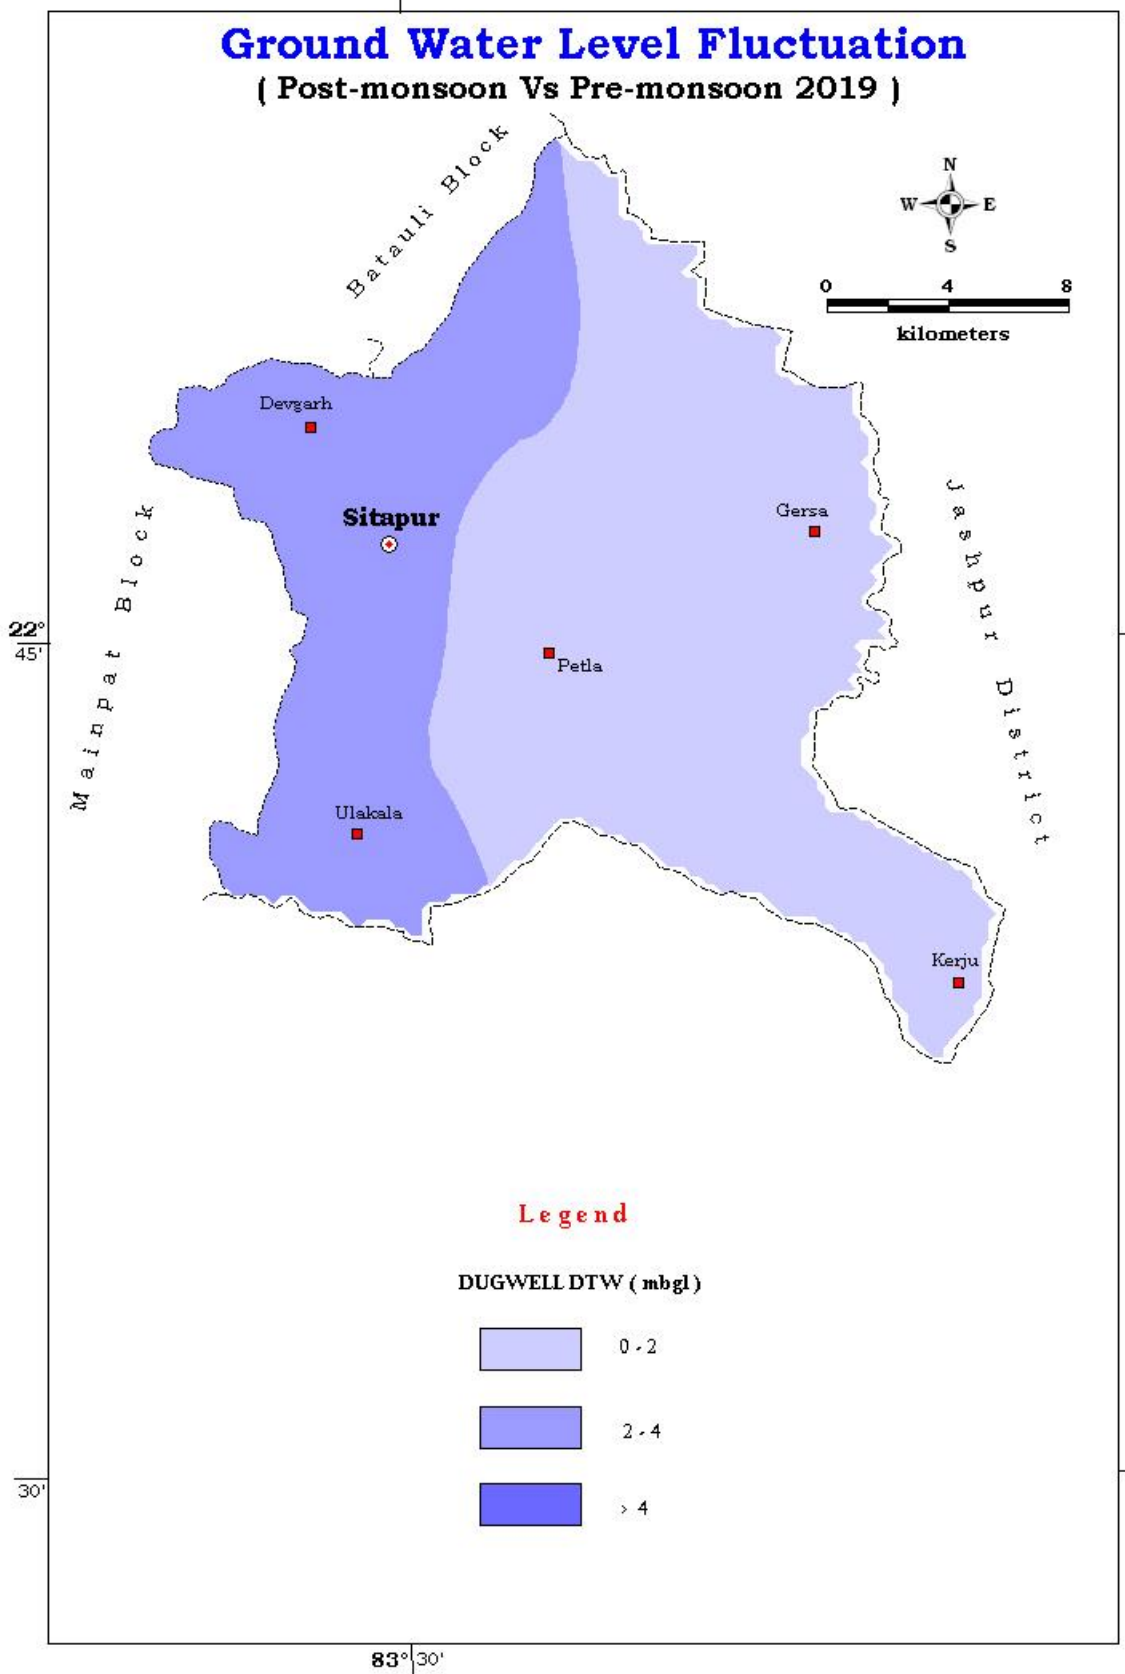 Ground Water Level Fluctuation
( Post-monsoon Vs Pre-monsoon 2019 )
Batauli Block
N
W E
S
0 4 8
kilometers
Devgarh
Sitapur
Gersa
Jashpur District
Mainpat Block
22°
45'
Petla
Ulakala
Kerju
Legend
DUGWELL DTW ( mbgl )
0 - 2
2 - 4
> 4
30'
83° 30'